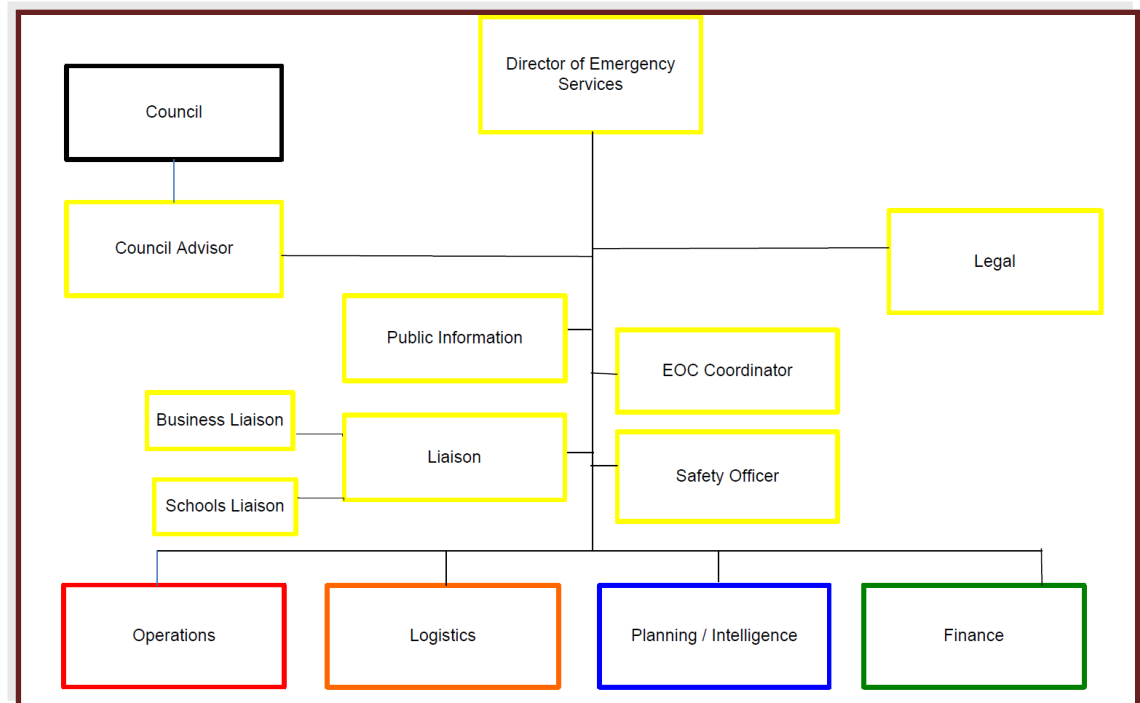 Director of Emergency
Services
Council
Council Advisor
Legal
Public Information
EOC Coordinator
Business Liaison
Liaison
Safety Officer
Schools Liaison
Operations
Logistics
Planning / Intelligence
Finance